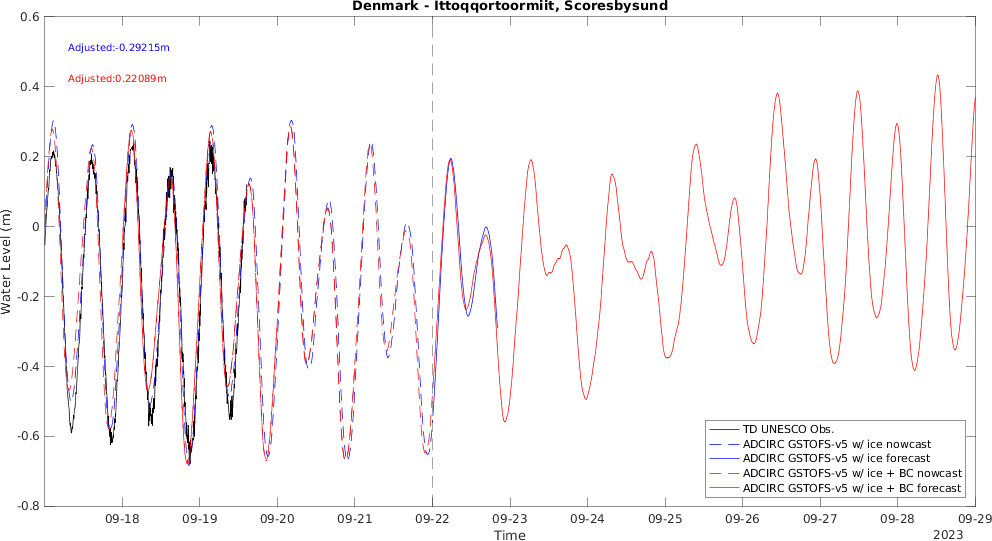 Denmark - Ittoqqortoormiit, Scoresbysund
Adjusted:-0.29215m
Adjusted:0.22089m
Water Level (m)
0.6
0.4
0.2
0
-0.2
-0.4
-0.6
-0.8
TD UNESCO Obs.
ADCIRC GSTOFS-v5 w/ ice nowcast
ADCIRC GSTOFS-v5 w/ ice forecast
ADCIRC GSTOFS-v5 w/ ice + BC nowcast
ADCIRC GSTOFS-v5 w/ ice + BC forecast
09-18 09-19 09-20 09-21 09-22 09-23 09-24 09-25 09-26 09-27 09-28 09-29
Time
2023